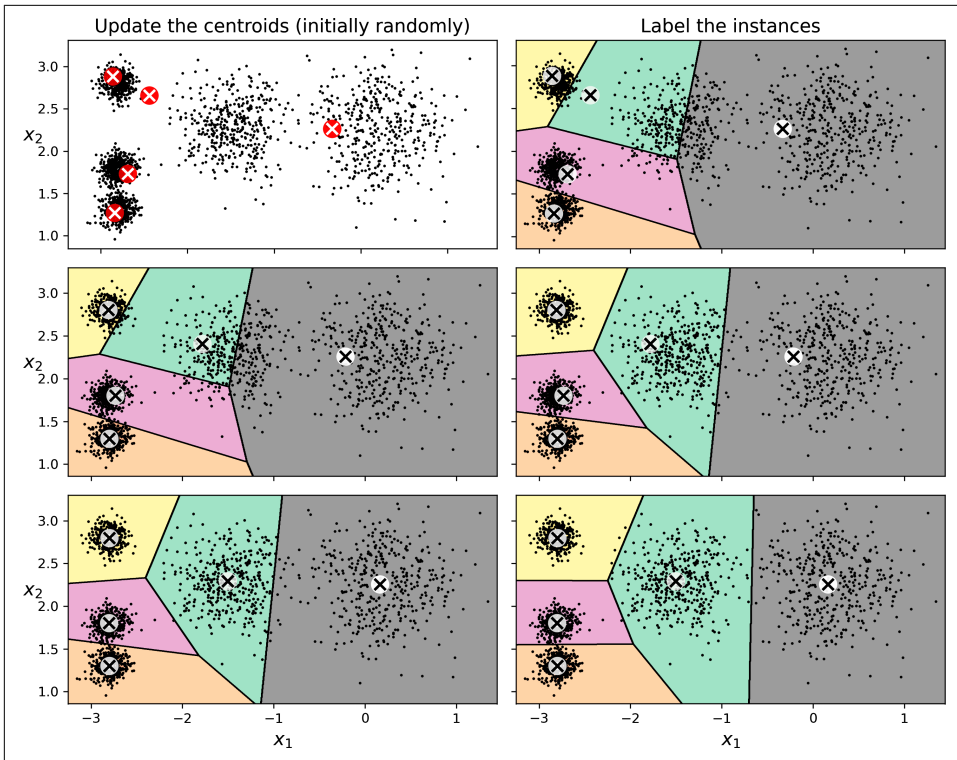 Update the centroids (initially randomly)
Label the instances
3.0
2.5
x₂
2.0
1.5
1.0
3.0
2.5
x₂
2.0
1.5
1.0
3.0
2.5
x₂
2.0
1.5
1.0
−3 −2 −1 0 1
x₁
−3 −2 −1 0 1
x₁